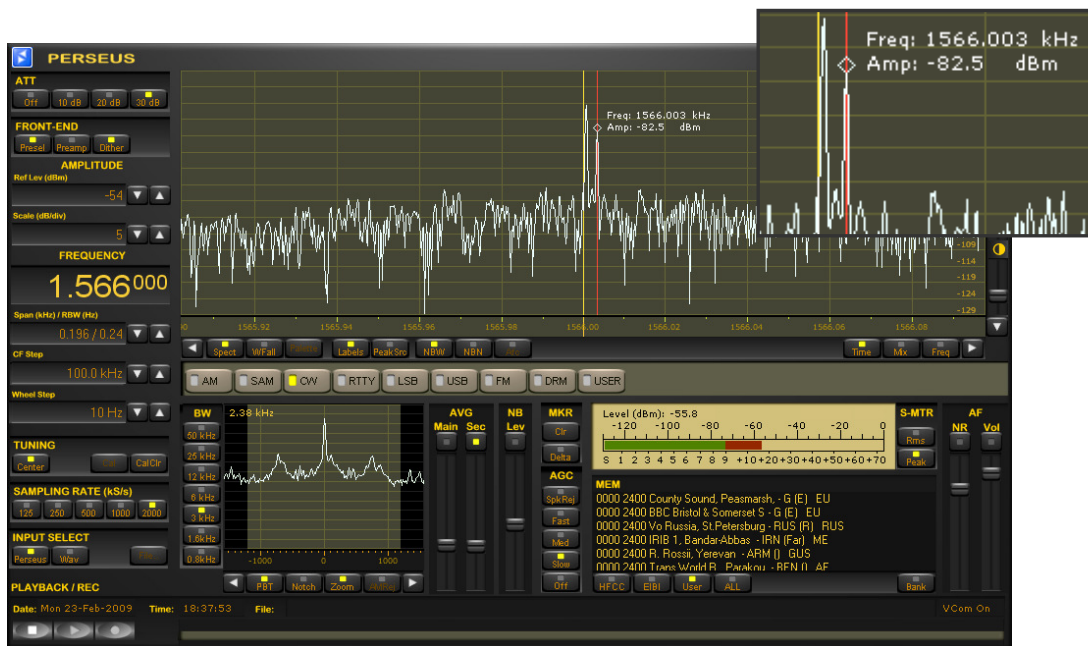 PERSEUS
Freq: 1566.003 kHz
Amp: -82.5 dBm
ATT
Off 10 dB 20 dB 30 dB
FRONT-END
Presel Preamp Dither
AMPLITUDE
Ref Lev (dBm)
-54
Scale (dB/div)
5
FREQUENCY
1.566000
Span (kHz) / RBW (Hz)
0.196 / 0.24
CF Step
100.0 kHz
Wheel Step
10 Hz
TUNING
Center CalClr
SAMPLING RATE (kS/s)
125 250 500 1000 2000
INPUT SELECT
Perseus Wav
PLAYBACK / REC
Freq: 1566.003 kHz
Amp: -82.5 dBm
-109
-114
-119
-124
-129
1565.92 1565.94 1565.96 1565.98 1566.00 1566.02 1566.04 1566.06 1566.08
Spect WFall Labels PeakSrc NBW NBN Time Mix Freq
AM SAM CW RTTY LSB USB FM DRM USER
BW
50 kHz
25 kHz
12 kHz
6 kHz
3 kHz
1.6kHz
0.8kHz
2.38 kHz
-1000 0 1000
PBT Notch Zoom
AVG
Main Sec
NB
Lev
MKR
Clr
Delta
AGC
SpkRej
Fast
Med
Slow
Off
Level (dBm): -55.8
-120 -100 -80 -60 -40 -20 0
S 1 2 3 4 5 6 7 8 9 +10+20+30+40+50+60+70
S-MTR
Rms
Peak
AF
NR Vol
MEM
0000 2400 County Sound, Peasmarsh, - G (E) EU
0000 2400 BBC Bristol & Somerset S - G (E) EU
0000 2400 Vo Russia, St.Petersburg - RUS (R) RUS
0000 2400 IRIB 1, Bandar-Abbas - IRN (Far) ME
0000 2400 R. Rossii, Yerevan - ARM () GUS
0000 2400 Trans World R., Parakou - BEN () AF
HFCC EIBI User ALL Bank
Date: Mon 23-Feb-2009 Time: 18:37:53 File:
VCom On